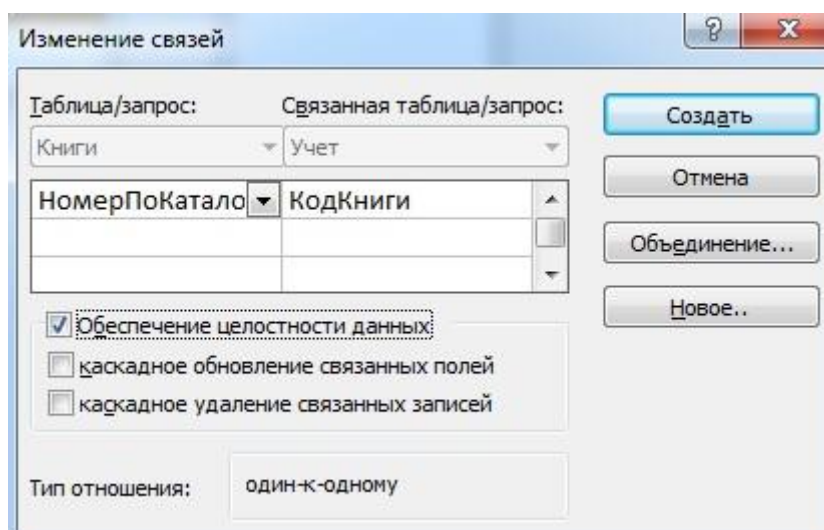 Изменение связей
Таблица/запрос: Связанная таблица/запрос:
Книги Учет
НомерПоКатало КодКниги
Обеспечение целостности данных
каскадное обновление связанных полей
каскадное удаление связанных записей
Тип отношения: один-к-одному
Создать
Отмена
Объединение...
Новое..